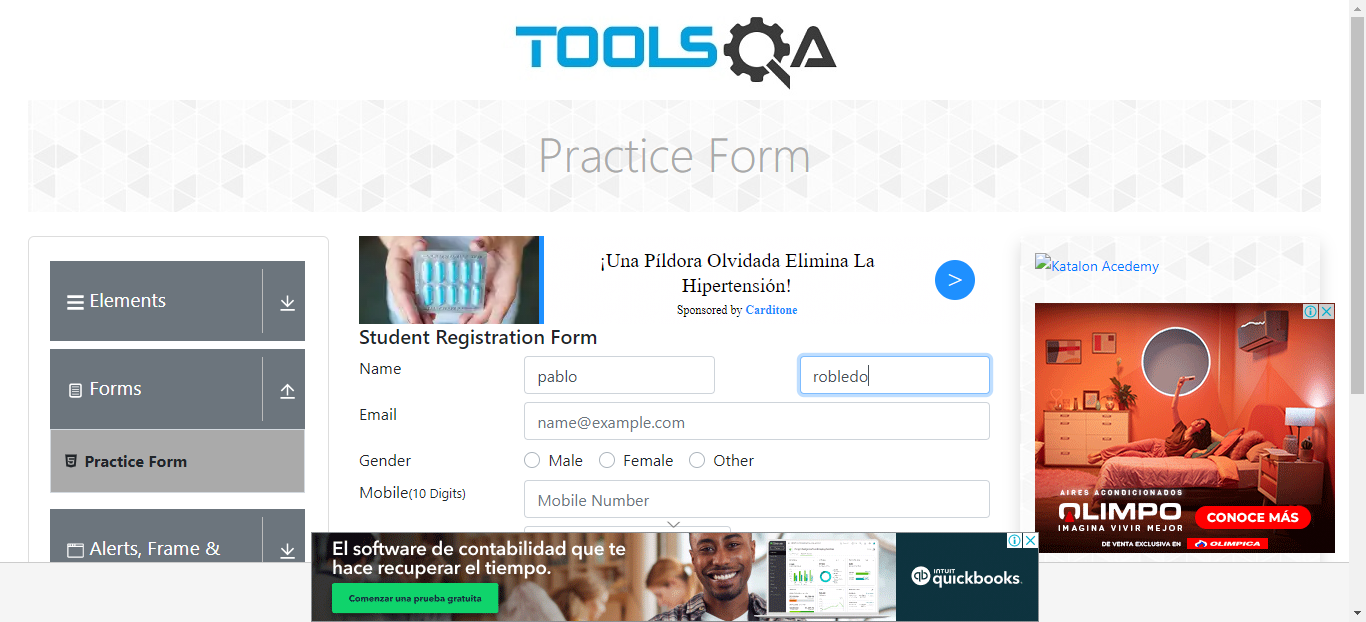 TOOLSQA
Practice Form
Elements
Forms
Practice Form
Alerts, Frame &
¡Una Píldora Olvidada Elimina La
Hipertensión!
Sponsored by Carditone
>
Student Registration Form
Name
pablo
robledo
Email
name@example.com
Gender
Male
Female
Other
Mobile(10 Digits)
Mobile Number
Katalon Acedemy
AIRES ACONDICIONADOS
OLIMPO
IMAGINA VIVIR MEJOR
CONOCE MÁS
DE VENTA EXCLUSIVA EN
OLIMPICA
El software de contabilidad que te
hace recuperar el tiempo.
Comenzar una prueba gratuita
qb
INTUIT
quickbooks.